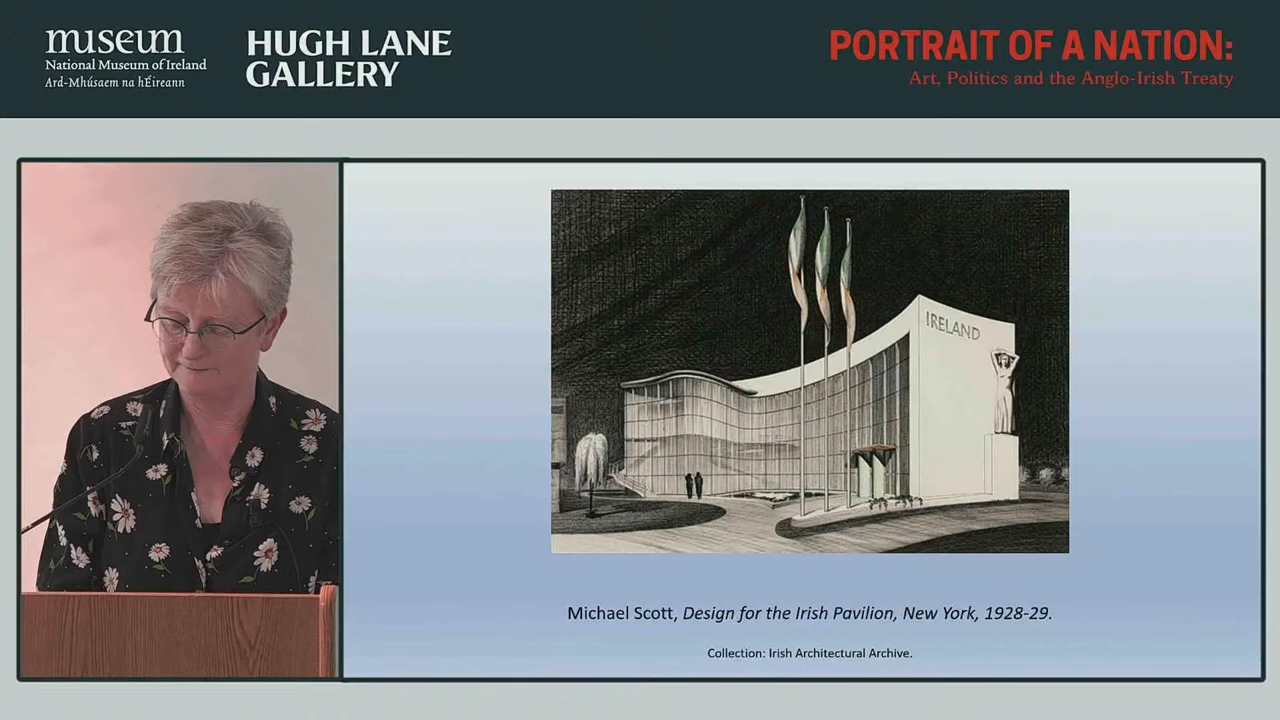 museum
National Museum of Ireland
Ard-Mhúsaem na hÉireann
HUGH LANE
GALLERY
PORTRAIT OF A NATION:
Art, Politics and the Anglo-Irish Treaty
IRELAND
Michael Scott, Design for the Irish Pavilion, New York, 1928-29.
Collection: Irish Architectural Archive.